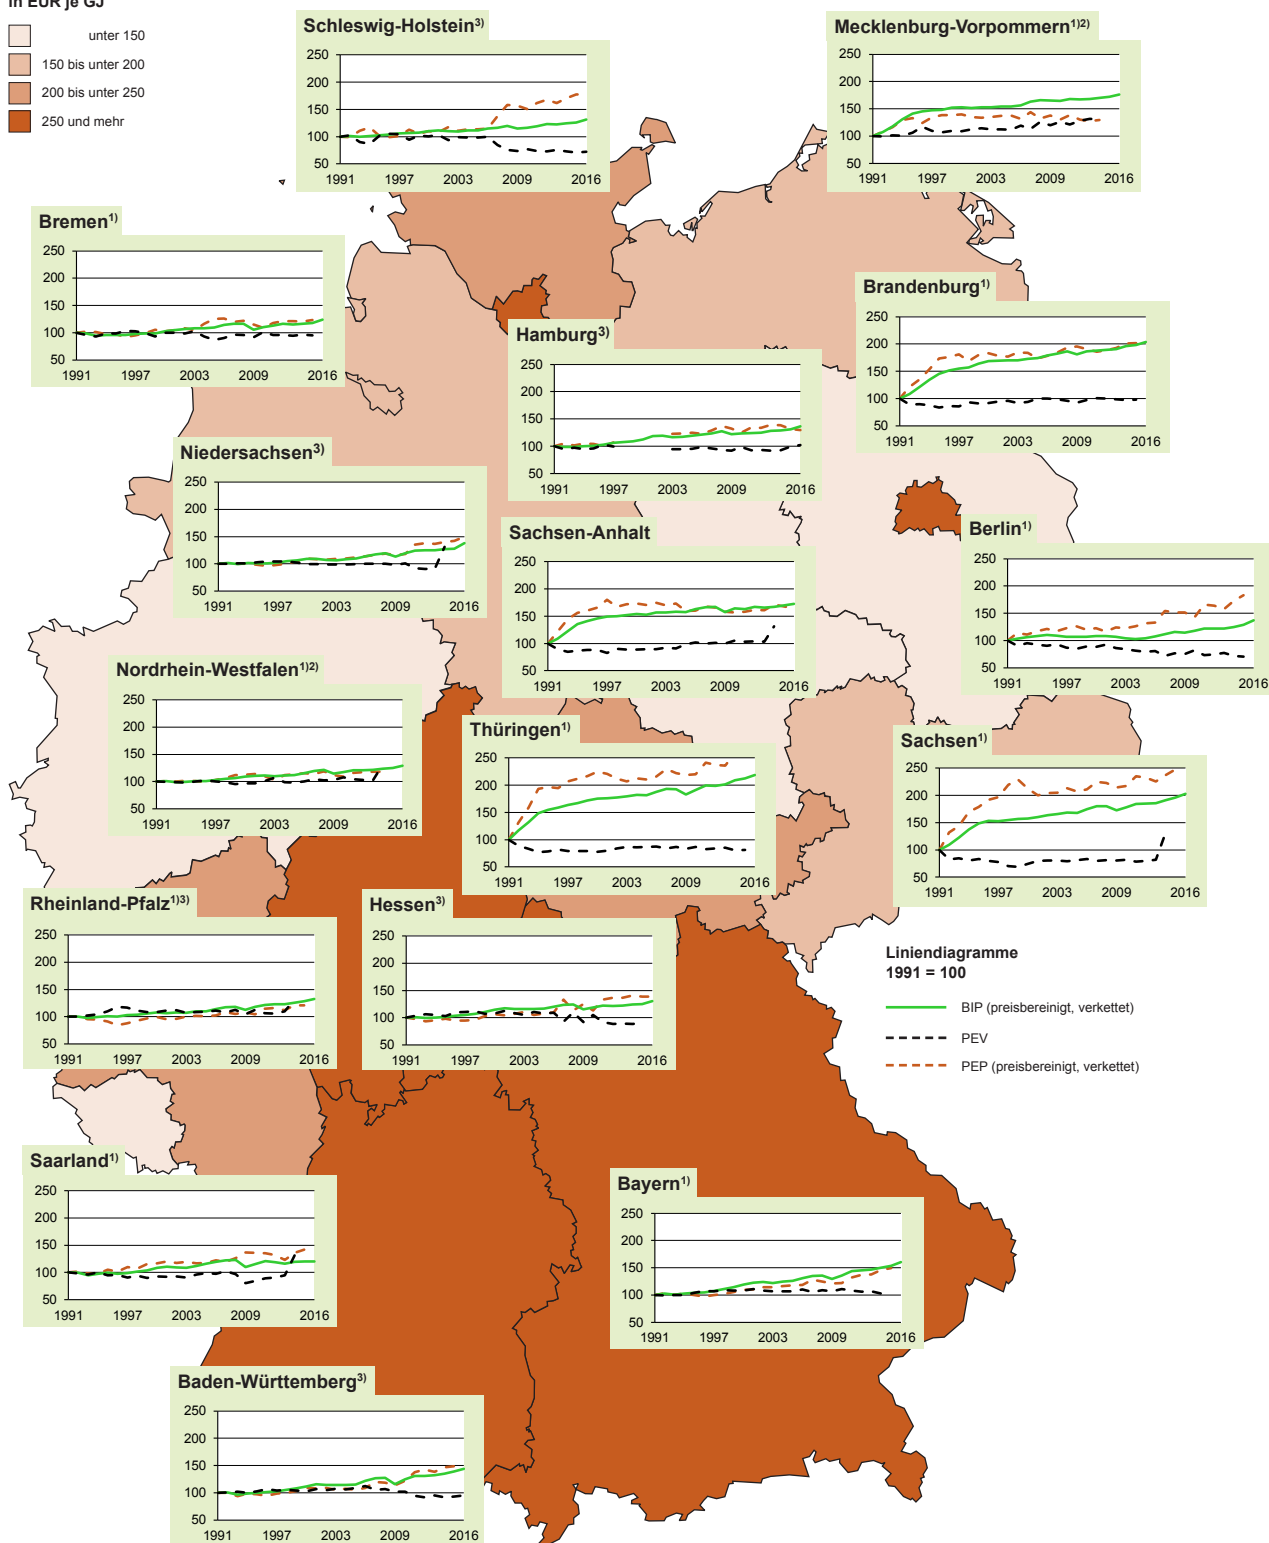 in EUR je GJ
unter 150
150 bis unter 200
200 bis unter 250
250 und mehr
Schleswig-Holstein3)
250
200
150
100
50
1991 1997 2003 2009 2016
Mecklenburg-Vorpommern1)2)
250
200
150
100
50
1991 1997 2003 2009 2016
Bremen1)
250
200
150
100
50
1991 1997 2003 2009 2016
Brandenburg1)
250
200
150
100
50
1991 1997 2003 2009 2016
Hamburg3)
250
200
150
100
50
1991 1997 2003 2009 2016
Niedersachsen3)
250
200
150
100
50
1991 1997 2003 2009 2016
Sachsen-Anhalt
250
200
150
100
50
1991 1997 2003 2009 2016
Berlin1)
250
200
150
100
50
1991 1997 2003 2009 2016
Nordrhein-Westfalen1)2)
250
200
150
100
50
1991 1997 2003 2009 2016
Thüringen1)
250
200
150
100
50
1991 1997 2003 2009 2016
Sachsen1)
250
200
150
100
50
1991 1997 2003 2009 2016
Rheinland-Pfalz1)3)
250
200
150
100
50
1991 1997 2003 2009 2016
Hessen3)
250
200
150
100
50
1991 1997 2003 2009 2016
Liniendiagramme
1991 = 100
BIP (preisbereinigt, verkettet)
PEV
PEP (preisbereinigt, verkettet)
Saarland1)
250
200
150
100
50
1991 1997 2003 2009 2016
Bayern1)
250
200
150
100
50
1991 1997 2003 2009 2016
Baden-Württemberg3)
250
200
150
100
50
1991 1997 2003 2009 2016